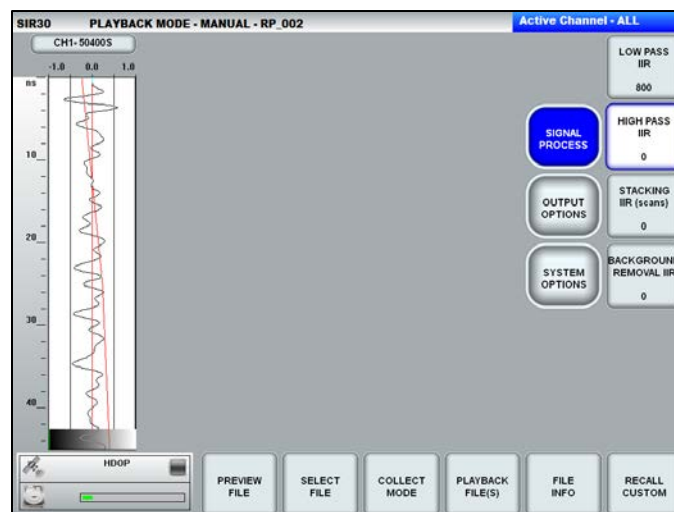 SIR30 PLAYBACK MODE - MANUAL - RP_002 Active Channel - ALL
CH1- 50400S
-1.0 0.0 1.0
ns
10
20
30
40
LOW PASS
IIR
800
SIGNAL
PROCESS
HIGH PASS
IIR
0
OUTPUT
OPTIONS
STACKING
IIR (scans)
0
SYSTEM
OPTIONS
BACKGROUN
REMOVAL IIR
0
HDOP
PREVIEW
FILE
SELECT
FILE
COLLECT
MODE
PLAYBACK
FILE(S)
FILE
INFO
RECALL
CUSTOM